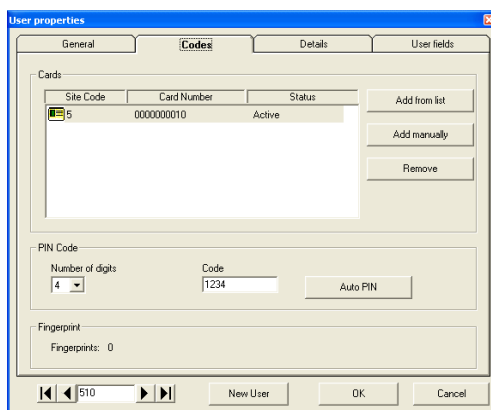 User properties
General Codes Details User fields
Cards
Site Code Card Number Status
5 0000000010 Active
Add from list
Add manually
Remove
PIN Code
Number of digits Code
4 1234 Auto PIN
Fingerprint
Fingerprints: 0
510 New User OK Cancel